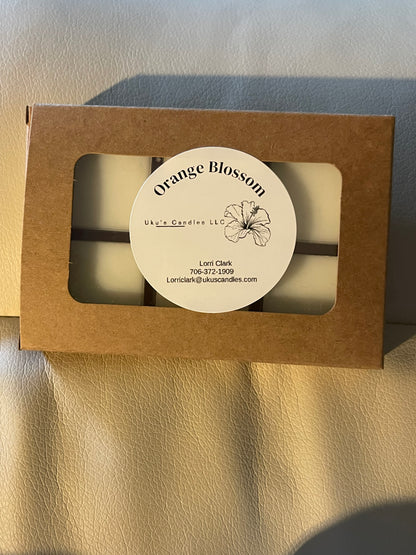 Orange Blossom
Uku's Candles LLC
Lorri Clark
706-372-1909
Lorriclark@ukuscandles.com